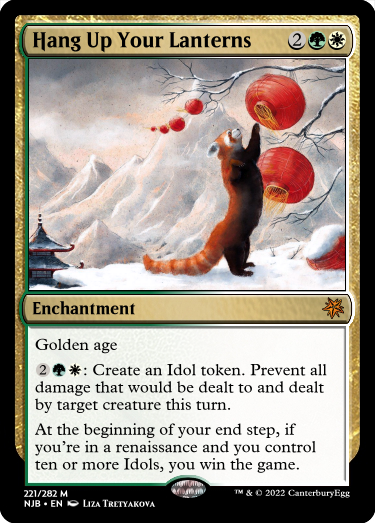 Hang Up Your Lanterns 2
Enchantment
Golden age
2: Create an Idol token. Prevent all
damage that would be dealt to and dealt
by target creature this turn.
At the beginning of your end step, if
you're in a renaissance and you control
ten or more Idols, you win the game.
221/282 M
NJB • EN Liza Tretyakova
™ & © 2022 CanterburyEgg